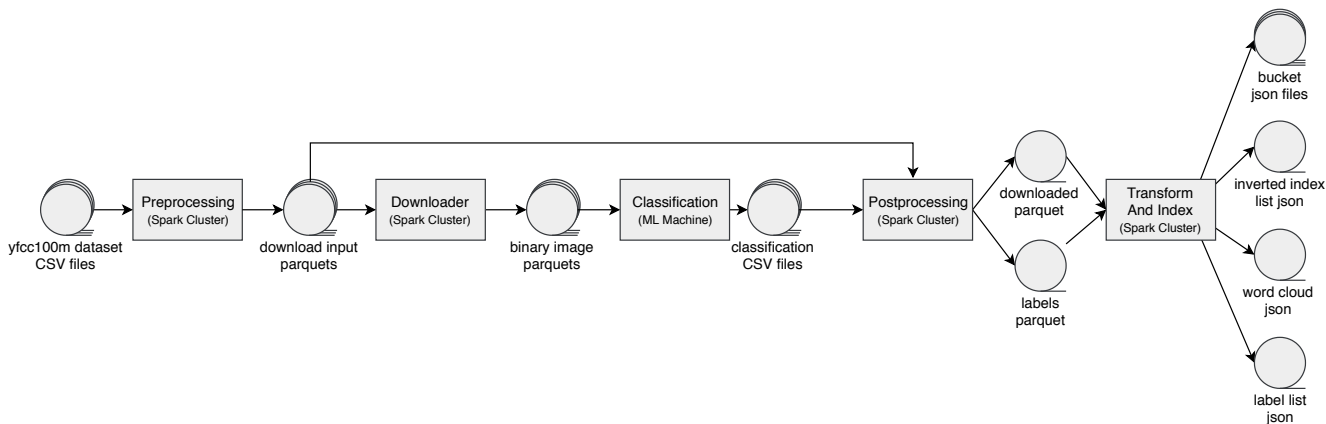 bucket
json files
inverted index
list json
word cloud
json
label list
json
yfcc100m dataset
CSV files
Preprocessing
(Spark Cluster)
download input
parquets
Downloader
(Spark Cluster)
binary image
parquets
Classification
(ML Machine)
classification
CSV files
Postprocessing
(Spark Cluster)
downloaded
parquet
labels
parquet
Transform
And Index
(Spark Cluster)